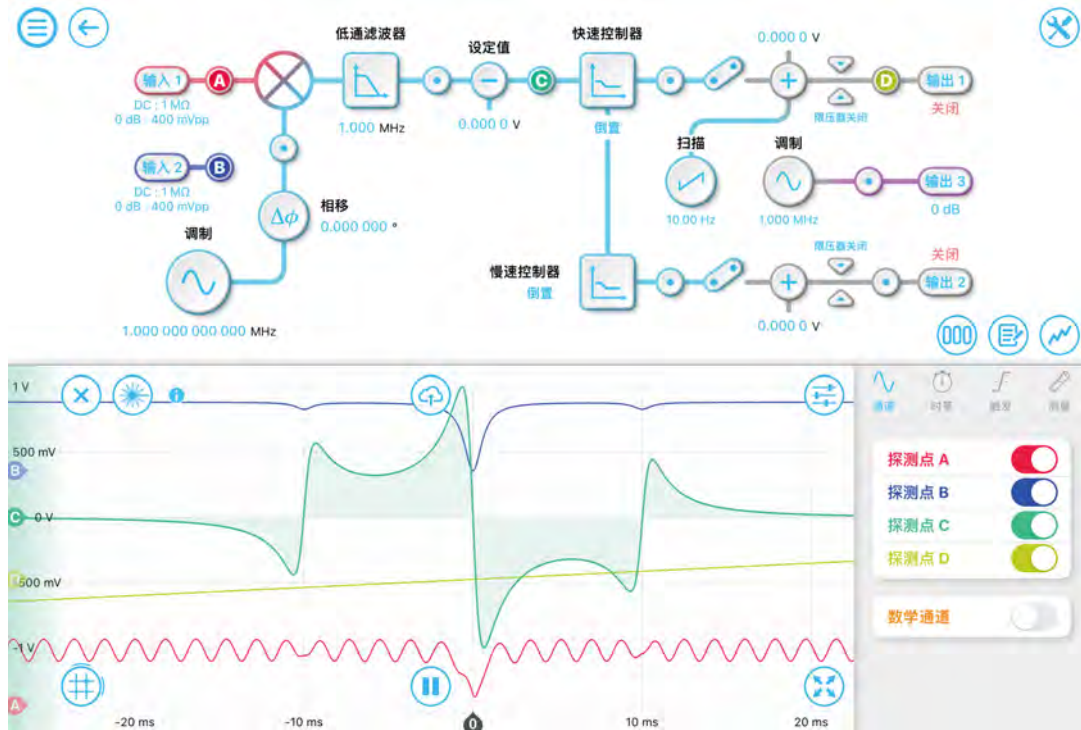 低通滤波器
设定值
快速控制器
0.000 0 V
输入 1
A
C
D
输出 1
DC : 1 MΩ
0 dB : 400 mVpp
1.000 MHz
0.000 0 V
倒置
限压器关闭
关闭
输入 2
B
DC : 1 MΩ
0 dB : 400 mVpp
扫描
调制
输出 3
10.00 Hz
1.000 MHz
0 dB
Δϕ
相移
0.000 000 °
调制
1.000 000 000 000 MHz
慢速控制器
倒置
限压器关闭
关闭
输出 2
0.000 0 V
1 V
500 mV
B
C
0 V
-500 mV
-1 V
A
-20 ms
-10 ms
0
10 ms
20 ms
通道
时基
触发
测量
探测点 A
探测点 B
探测点 C
探测点 D
数学通道